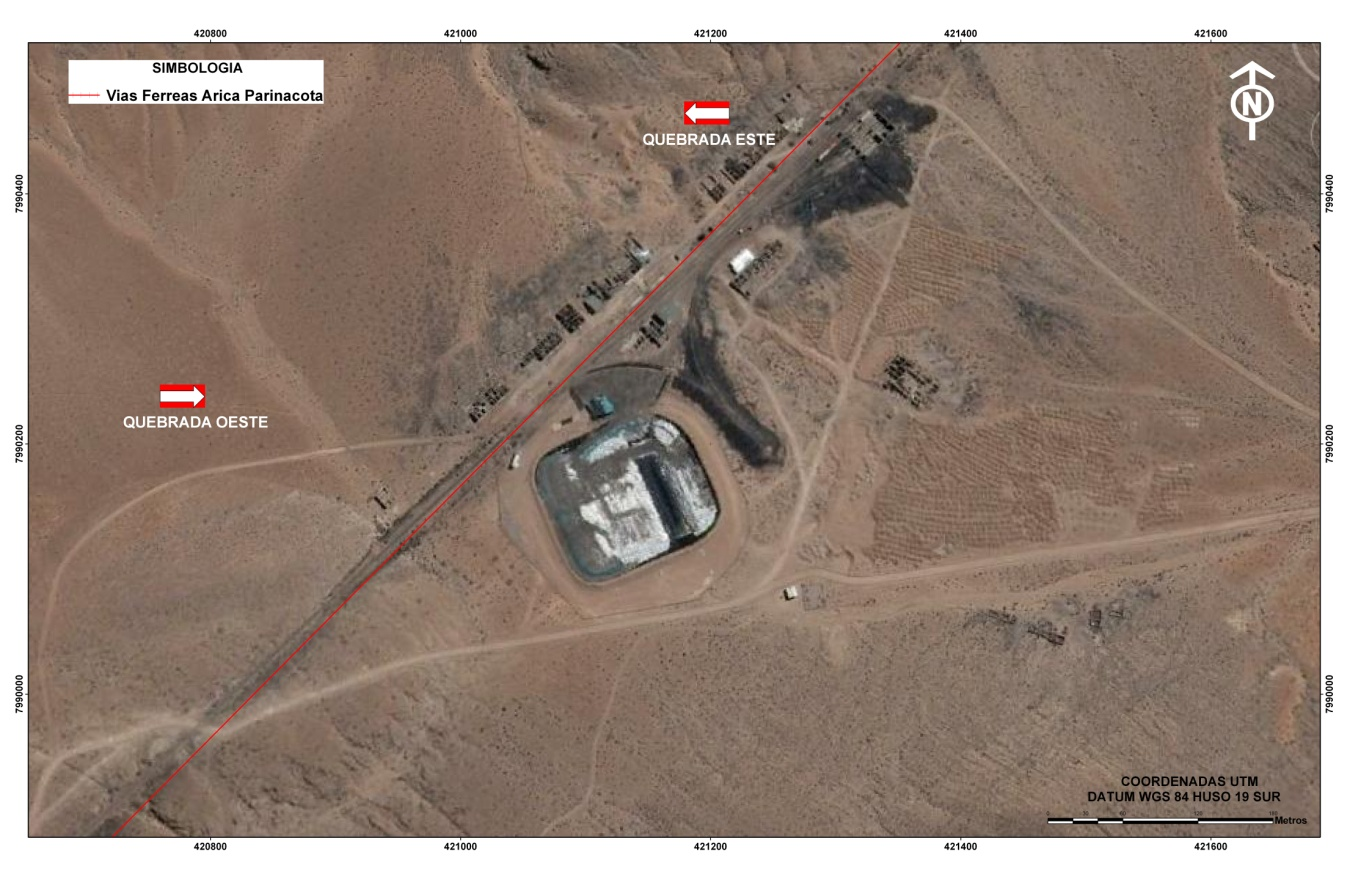 420800 421000 421200 421400 421600
SIMBOLOGIA
Vias Ferreas Arica Parinacota
N
QUEBRADA ESTE
7990400 7990400
QUEBRADA OESTE
7990200 7990200
7990000 7990000
COORDENADAS UTM
DATUM WGS 84 HUSO 19 SUR
Metros
420800 421000 421200 421400 421600